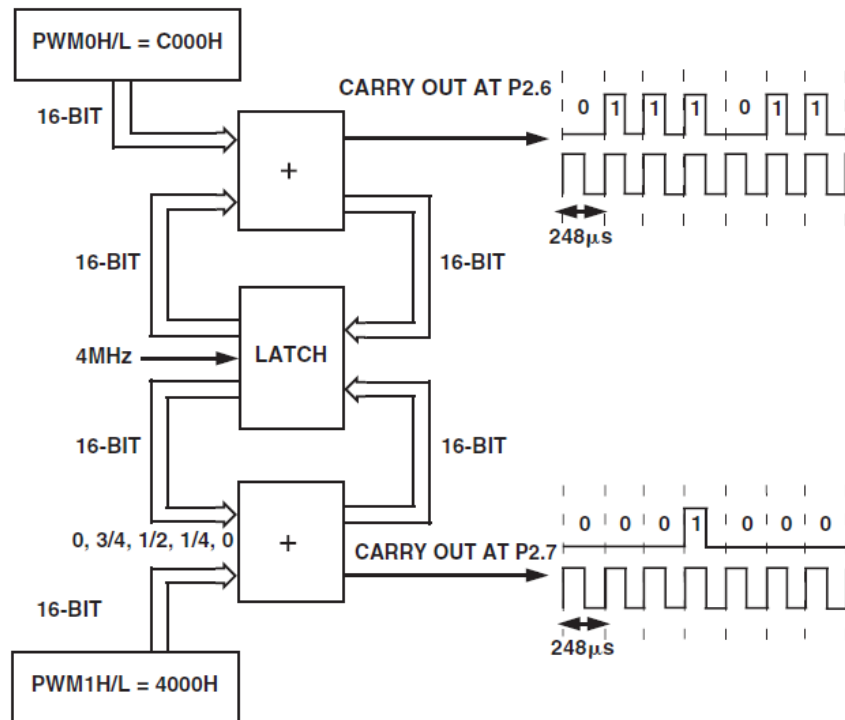 PWM0H/L = C000H
16-BIT
CARRY OUT AT P2.6
0 1 1 1 0 1 1
+
248μs
16-BIT
16-BIT
4MHz
LATCH
16-BIT
16-BIT
0 0 0 1 0 0 0
0, 3/4, 1/2, 1/4, 0
+
CARRY OUT AT P2.7
16-BIT
248μs
PWM1H/L = 4000H